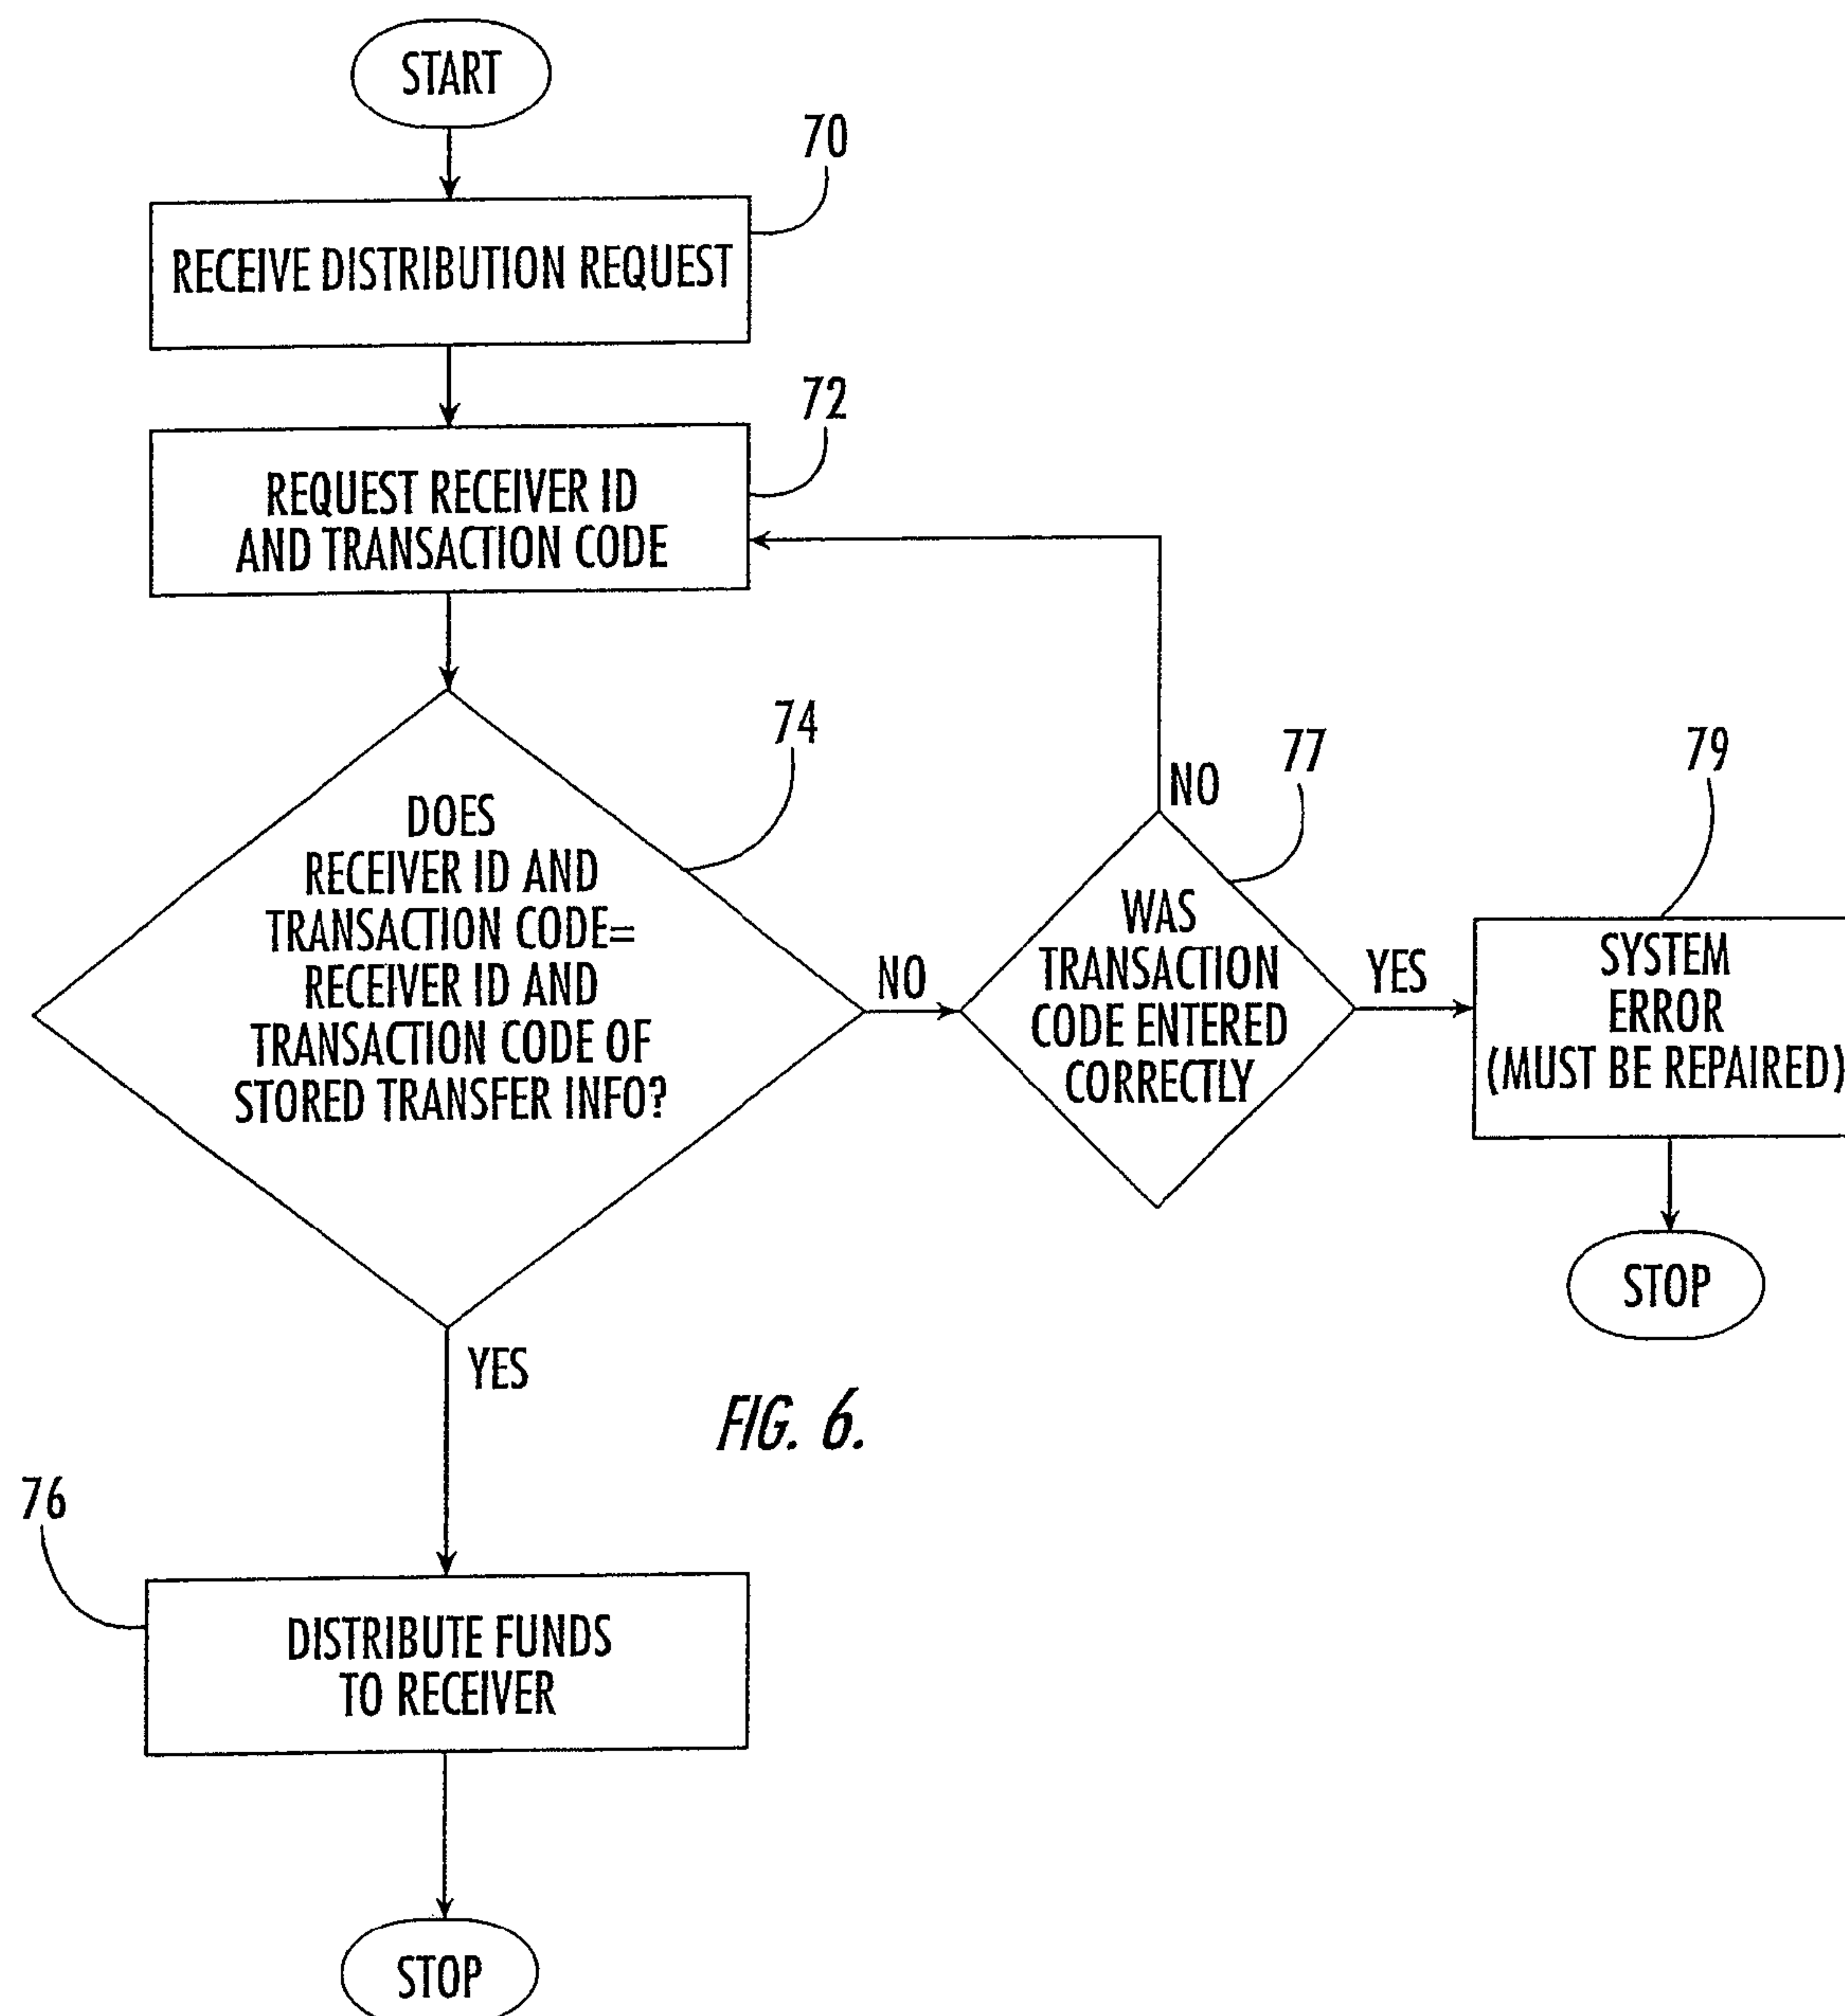 START
70
RECEIVE DISTRIBUTION REQUEST
72
REQUEST RECEIVER ID
AND TRANSACTION CODE
74
DOES
RECEIVER ID AND
TRANSACTION CODE=
RECEIVER ID AND
TRANSACTION CODE OF
STORED TRANSFER INFO?
NO
77
NO
WAS
TRANSACTION
CODE ENTERED
CORRECTLY
YES
79
SYSTEM
ERROR
(MUST BE REPAIRED)
STOP
YES
FIG. 6.
76
DISTRIBUTE FUNDS
TO RECEIVER
STOP